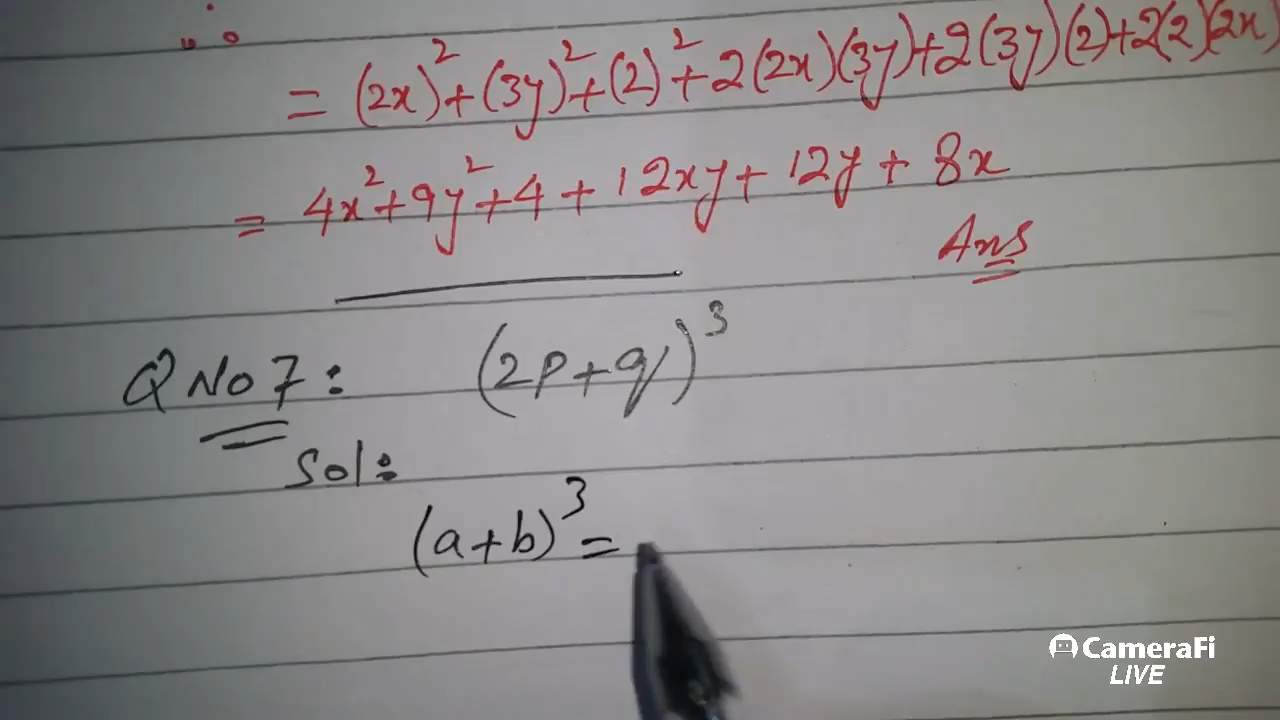 = (2x)²+(3y)²+(2)²+2(2x)(3y)+2(3y)(2)+2(2)(2x)
= 4x²+9y²+4+12xy+12y+8x
Ans
Q No 7: (2P+q)³
Sol:
(a+b)³=
CameraFi
LIVE